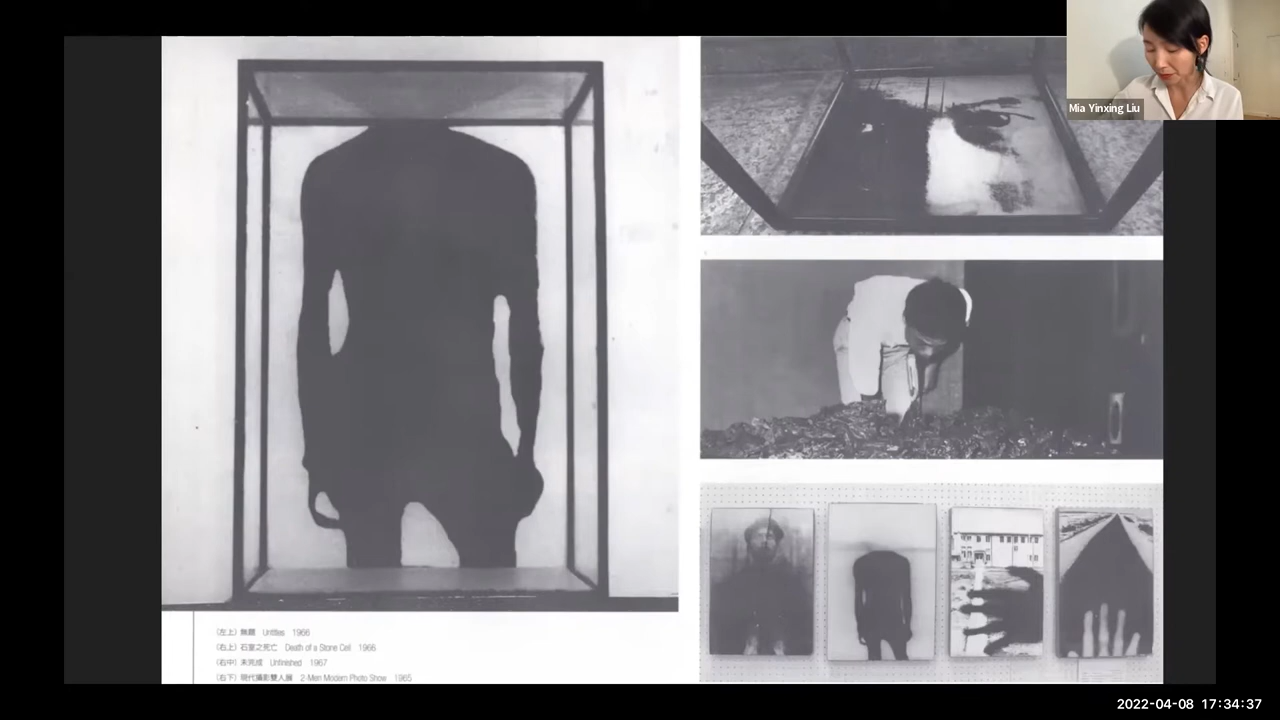 Mia Yinxing Liu
(左上) 無題 Untitles 1966
(右上) 石室之死亡 Death of a Stone Cell 1966
(右中) 未完成 Unfinished 1967
(右下) 現代攝影雙人展 2-Men Modern Photo Show 1965
2022-04-08 17:34:37